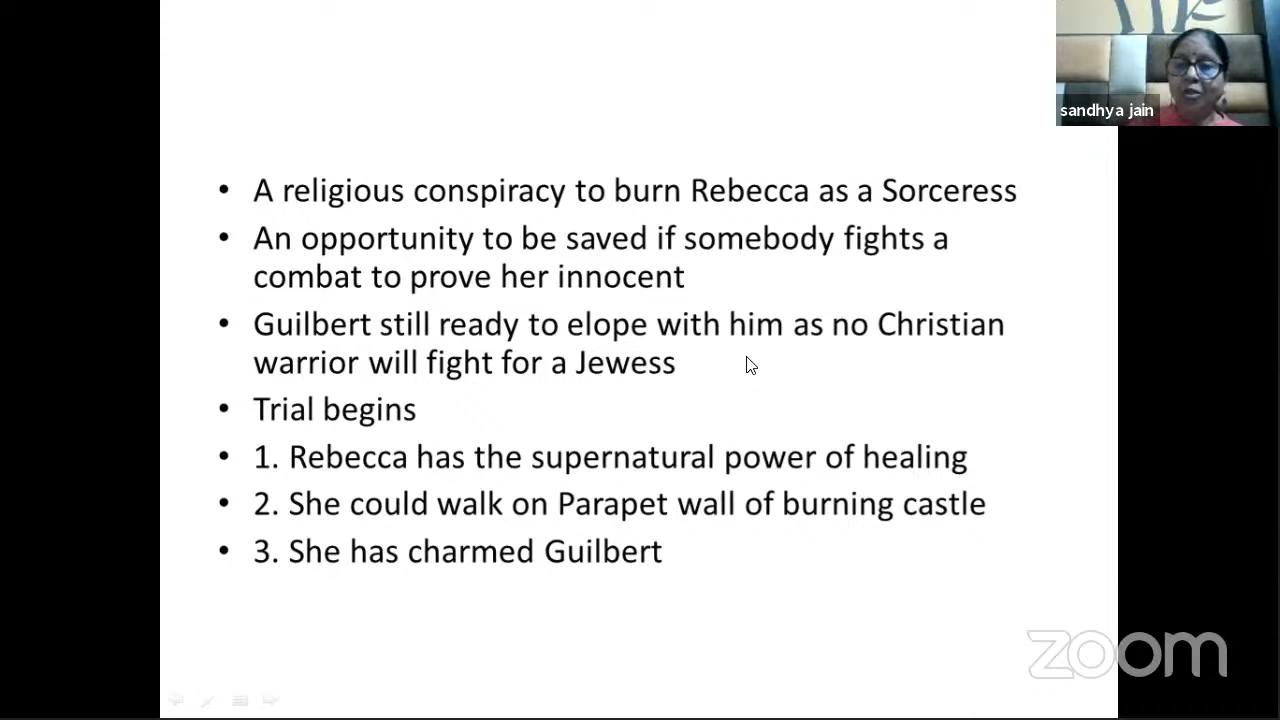 sandhya jain
• A religious conspiracy to burn Rebecca as a Sorceress
• An opportunity to be saved if somebody fights a
combat to prove her innocent
• Guilbert still ready to elope with him as no Christian
warrior will fight for a Jewess
• Trial begins
• 1. Rebecca has the supernatural power of healing
• 2. She could walk on Parapet wall of burning castle
• 3. She has charmed Guilbert
zoom